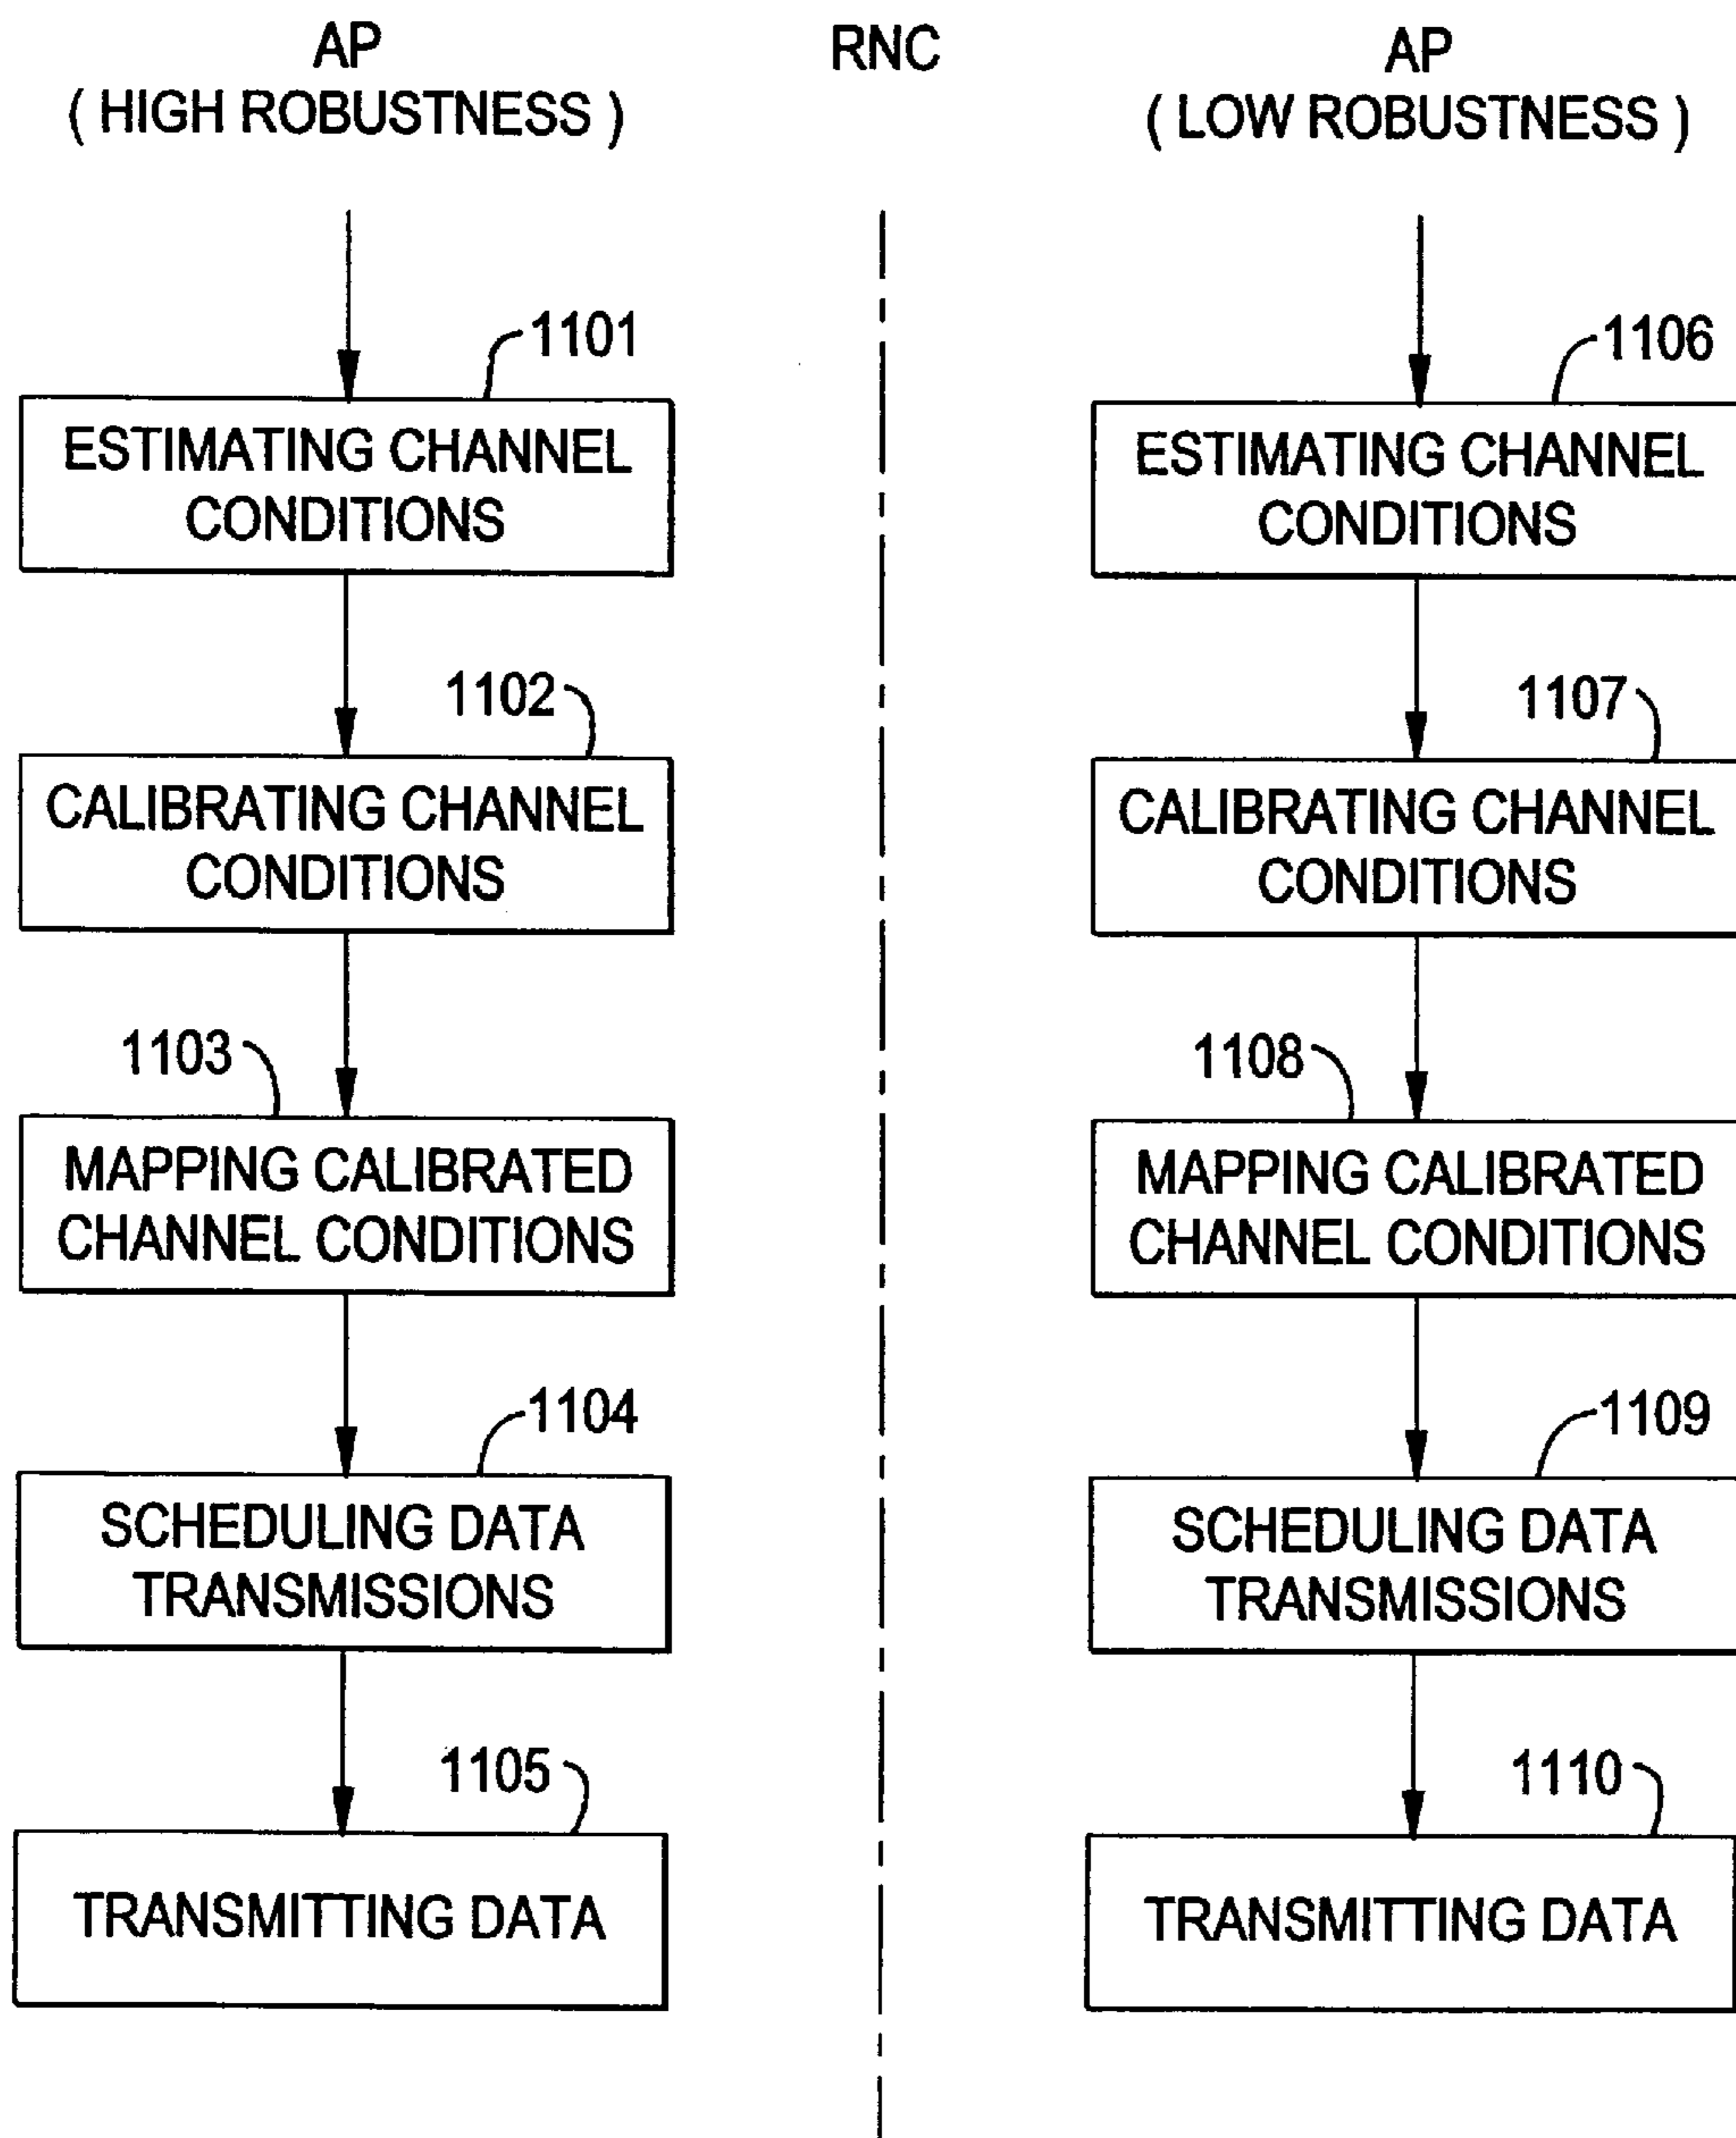 AP
( HIGH ROBUSTNESS )
RNC
AP
( LOW ROBUSTNESS )
1101
ESTIMATING CHANNEL
CONDITIONS
1102
CALIBRATING CHANNEL
CONDITIONS
1103
MAPPING CALIBRATED
CHANNEL CONDITIONS
1104
SCHEDULING DATA
TRANSMISSIONS
1105
TRANSMITTING DATA
1106
ESTIMATING CHANNEL
CONDITIONS
1107
CALIBRATING CHANNEL
CONDITIONS
1108
MAPPING CALIBRATED
CHANNEL CONDITIONS
1109
SCHEDULING DATA
TRANSMISSIONS
1110
TRANSMITTING DATA